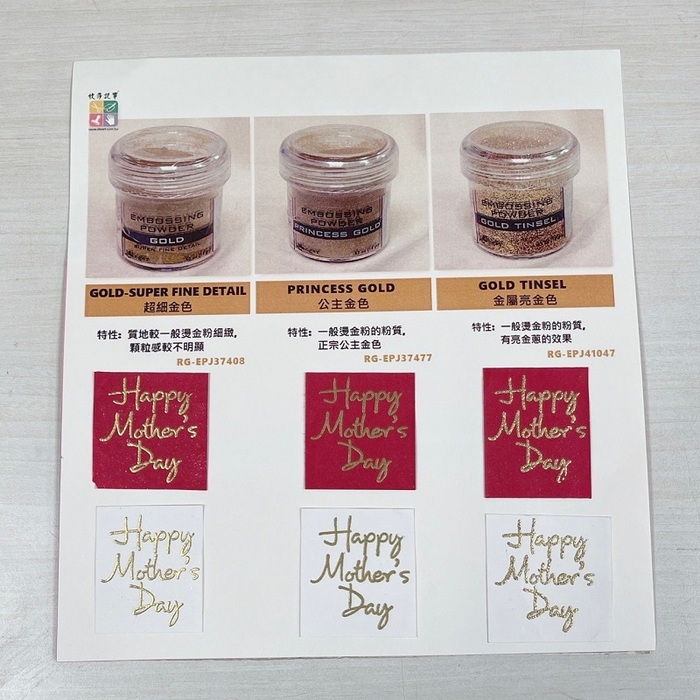 EMBOSSING
POWDER
GOLD
SUPER FINE DETAIL
EMBOSSING
POWDER
PRINCESS GOLD
EMBOSSING
POWDER
GOLD TINSEL
GOLD-SUPER FINE DETAIL
超細金色
PRINCESS GOLD
公主金色
GOLD TINSEL
金屬亮金色
特性：質地較一般燙金粉細緻，
顆粒感較不明顯
RG-EPJ37408
特性：一般燙金粉的粉質，
正宗公主金色
RG-EPJ37477
特性：一般燙金粉的粉質，
有亮金蔥的效果
RG-EPJ41047
Happy
Mother's
Day
Happy
Mother's
Day
Happy
Mother's
Day
Happy
Mother's
Day
Happy
Mother's
Day
Happy
Mother's
Day